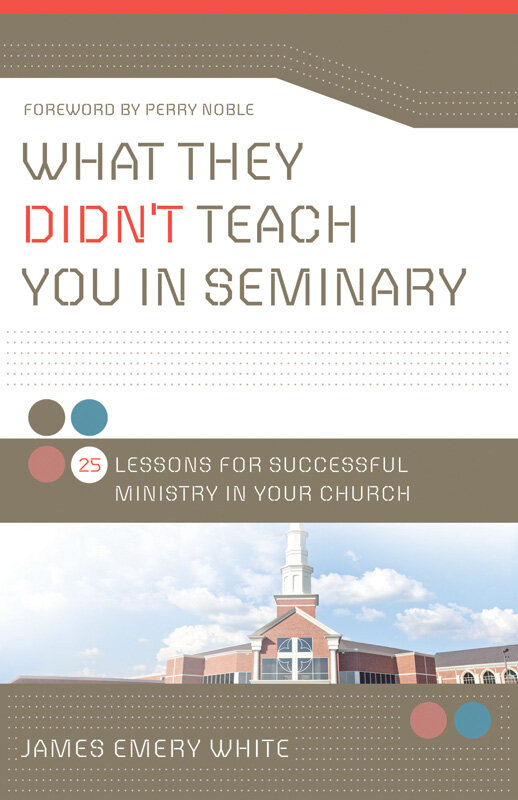 FOREWORD BY PERRY NOBLE
WHAT THEY
DIDN'T TEACH
YOU IN SEMINARY
25 LESSONS FOR SUCCESSFUL
MINISTRY IN YOUR CHURCH
JAMES EMERY WHITE